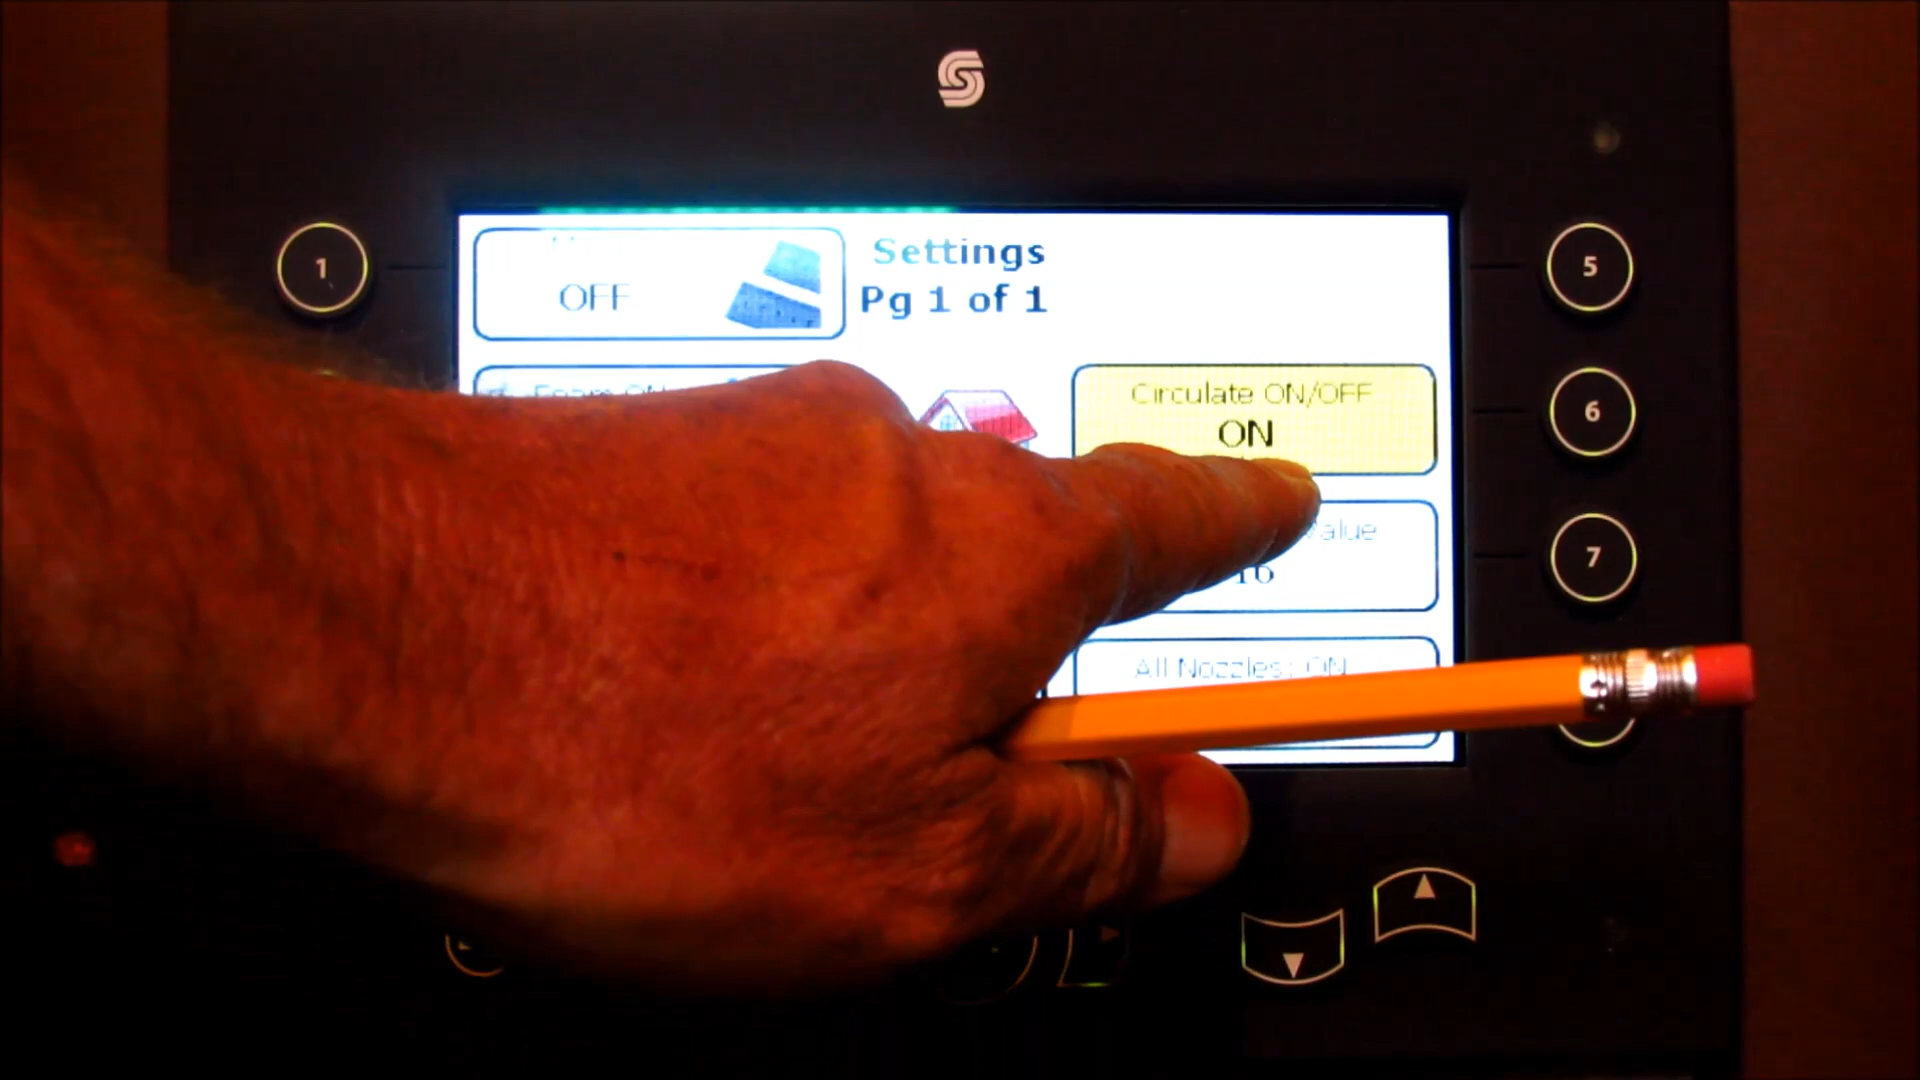 1
OFF
Settings
Pg 1 of 1
5
Foam ON
Circulate ON/OFF
ON
6
Value
16
7
All Nozzles: ON